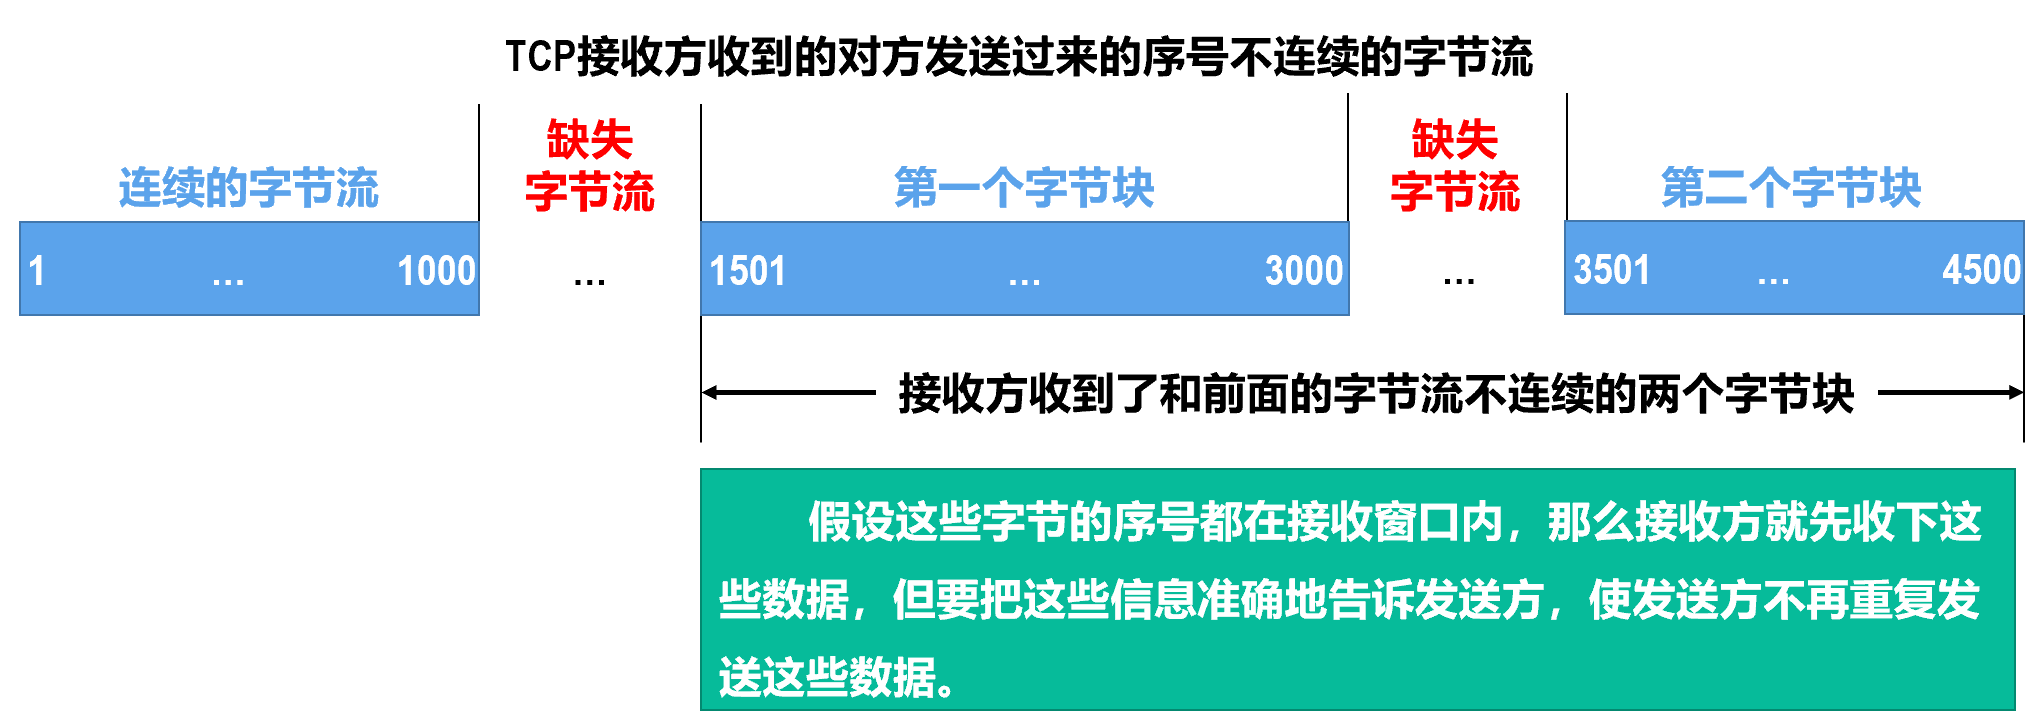 TCP接收方收到的对方发送过来的序号不连续的字节流
连续的字节流
缺失
字节流
第一个字节块
缺失
字节流
第二个字节块
1 … 1000
…
1501 … 3000
…
3501 … 4500
接收方收到了和前面的字节流不连续的两个字节块
假设这些字节的序号都在接收窗口内，那么接收方就先收下这
些数据，但要把这些信息准确地告诉发送方，使发送方不再重复发
送这些数据。